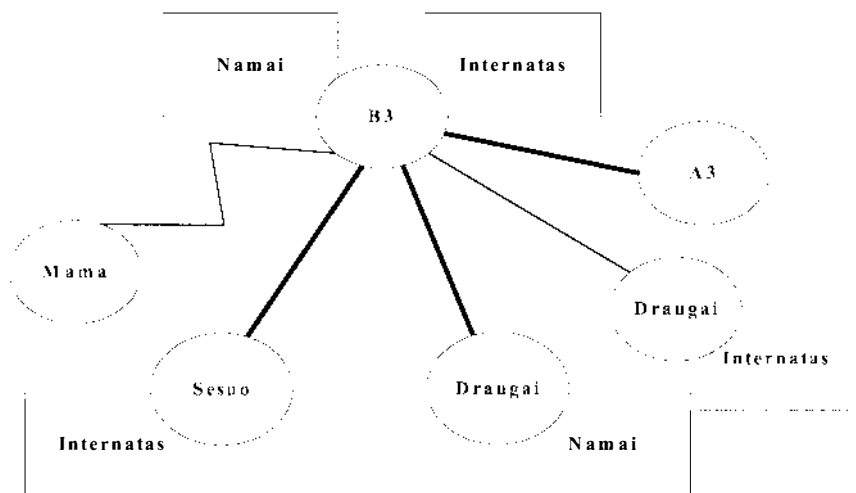 Namai
Internatas
B3
A3
Mama
Draugai
Internatas
Sesuo
Draugai
Internatas
Namai